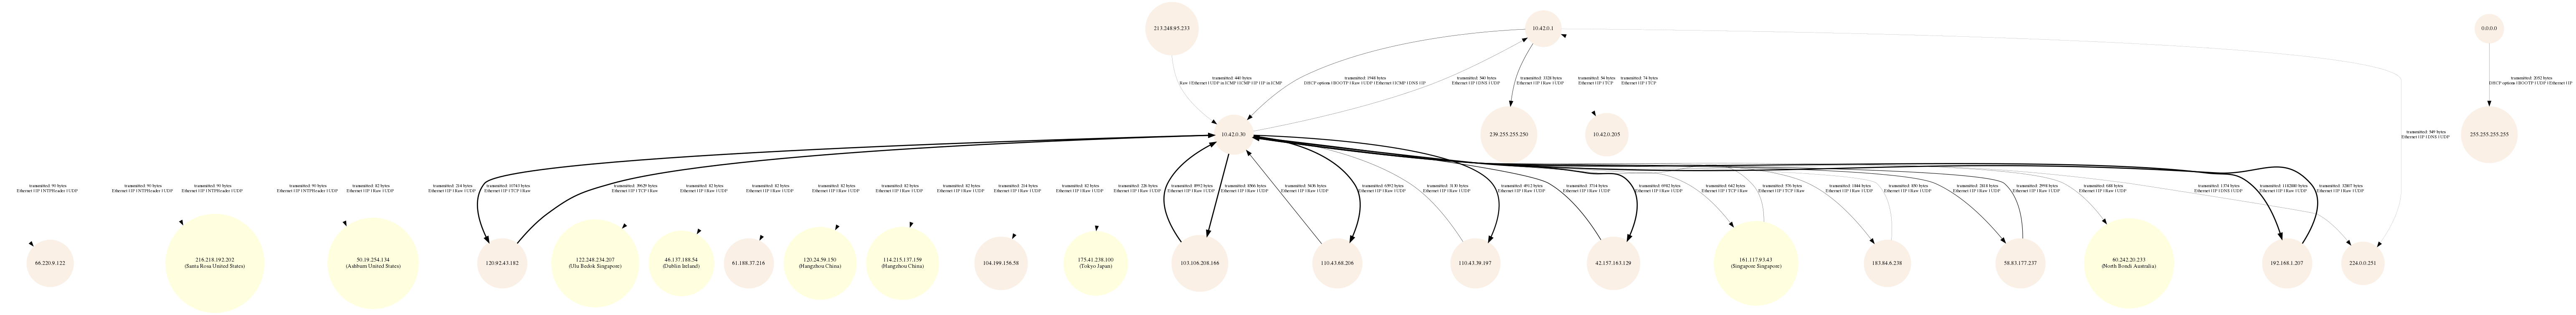 213.248.95.233
10.42.0.1
0.0.0.0
transmitted: 440 bytes
Raw | Ethernet | UDP in ICMP | ICMP | IP | IP in ICMP
transmitted: 1948 bytes
DHCP options | BOOTP | Raw | UDP | Ethernet | ICMP | DNS | IP
transmitted: 540 bytes
Ethernet | IP | DNS | UDP
transmitted: 3328 bytes
Ethernet | IP | Raw | UDP
transmitted: 54 bytes
Ethernet | IP | TCP
transmitted: 74 bytes
Ethernet | IP | TCP
transmitted: 2052 bytes
DHCP options | BOOTP | UDP | Ethernet | IP
10.42.0.30
239.255.255.250
10.42.0.205
transmitted: 549 bytes
Ethernet | IP | DNS | UDP
255.255.255.255
transmitted: 90 bytes
Ethernet | IP | NTPHeader | UDP
transmitted: 90 bytes
Ethernet | IP | NTPHeader | UDP
transmitted: 90 bytes
Ethernet | IP | NTPHeader | UDP
transmitted: 90 bytes
Ethernet | IP | NTPHeader | UDP
transmitted: 82 bytes
Ethernet | IP | Raw | UDP
transmitted: 214 bytes
Ethernet | IP | Raw | UDP
transmitted: 10743 bytes
Ethernet | IP | TCP | Raw
Ethernet | IP | TCP | Raw
transmitted: 82 bytes
Ethernet | IP | Raw | UDP
transmitted: 82 bytes
Ethernet | IP | Raw | UDP
transmitted: 82 bytes
Ethernet | IP | Raw | UDP
transmitted: 82 bytes
Ethernet | IP | Raw | UDP
transmitted: 82 bytes
Ethernet | IP | Raw | UDP
transmitted: 214 bytes
Ethernet | IP | Raw | UDP
transmitted: 82 bytes
Ethernet | IP | Raw | UDP
transmitted: 226 bytes
Ethernet | IP | Raw | UDP
transmitted: 8952 bytes
Ethernet | IP | Raw | UDP
transmitted: 8866 bytes
Ethernet | IP | Raw | UDP
transmitted: 5636 bytes
Ethernet | IP | Raw | UDP
transmitted: 6392 bytes
Ethernet | IP | Raw | UDP
transmitted: 3130 bytes
Ethernet | IP | Raw | UDP
transmitted: 4912 bytes
Ethernet | IP | Raw | UDP
transmitted: 3714 bytes
Ethernet | IP | Raw | UDP
transmitted: 6982 bytes
Ethernet | IP | Raw | UDP
transmitted: 642 bytes
Ethernet | IP | TCP | Raw
transmitted: 376 bytes
Ethernet | IP | TCP | Raw
transmitted: 1844 bytes
Ethernet | IP | Raw | UDP
transmitted: 850 bytes
Ethernet | IP | Raw | UDP
transmitted: 2618 bytes
Ethernet | IP | Raw | UDP
transmitted: 2998 bytes
Ethernet | IP | Raw | UDP
transmitted: 648 bytes
Ethernet | IP | Raw | UDP
transmitted: 1374 bytes
Ethernet | IP | DNS | UDP
Ethernet | IP | Raw | UDP
Ethernet | IP | Raw | UDP
66.220.9.122
216.218.192.202
(Santa Rosa United States)
50.19.254.134
(Ashburn United States)
120.92.43.182
122.248.234.207
(Ulu Bedok Singapore)
46.137.188.54
(Dublin Ireland)
61.188.37.216
120.24.59.150
(Hangzhou China)
114.215.137.159
(Hangzhou China)
104.199.156.58
175.41.238.100
(Tokyo Japan)
103.106.208.166
110.43.68.206
110.43.39.197
42.157.163.129
161.117.93.43
(Singapore Singapore)
183.84.6.238
58.83.177.237
60.242.20.233
(North Bondi Australia)
192.168.1.207
224.0.0.251